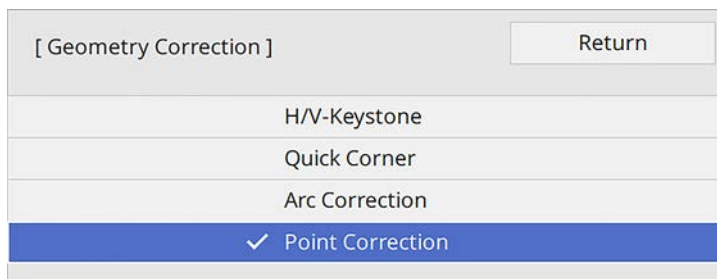 [ Geometry Correction ]
Return
H/V-Keystone
Quick Corner
Arc Correction
Point Correction